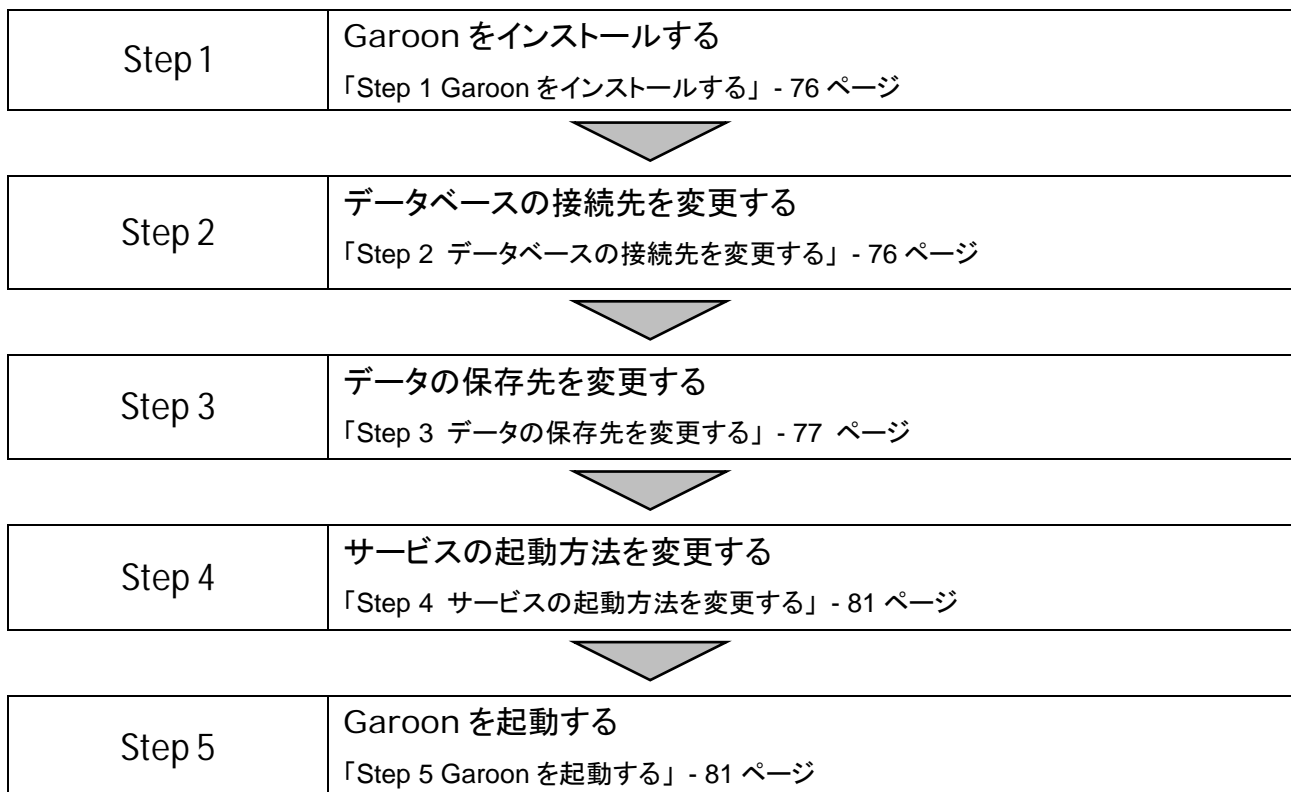 Step 1
Garoon をインストールする
「Step 1 Garoon をインストールする」 - 76 ページ
Step 2
データベースの接続先を変更する
「Step 2 データベースの接続先を変更する」 - 76 ページ
Step 3
データの保存先を変更する
「Step 3 データの保存先を変更する」 - 77 ページ
Step 4
サービスの起動方法を変更する
「Step 4 サービスの起動方法を変更する」 - 81 ページ
Step 5
Garoon を起動する
「Step 5 Garoon を起動する」 - 81 ページ